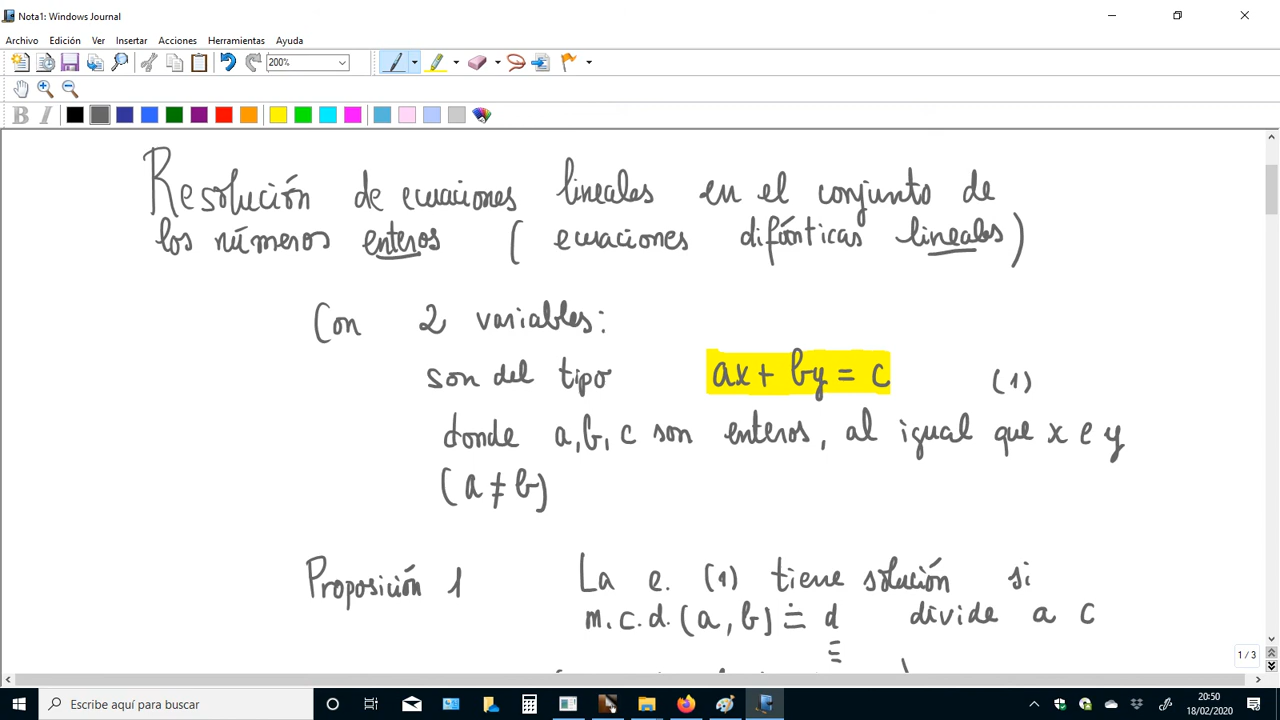 Nota1: Windows Journal
Archivo Edición Ver Insertar Acciones Herramientas Ayuda
200%
B I
Resolución de ecuaciones lineales en el conjunto de
los números enteros ( ecuaciones difónticas lineales)
Con 2 variables:
son del tipo ax + by = c (1)
donde a, b, c son enteros, al igual que x e y
(a ≠ b)
Proposición 1 La e. (1) tiene solución si
m.c.d. (a, b) ≐ d divide a c
1 / 3
Escribe aquí para buscar
20:50
18/02/2020